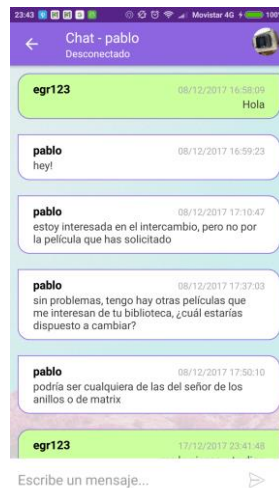 23:43 Movistar 4G 100%
Chat - pablo
Desconectado
egr123 08/12/2017 16:58:09
Hola
pablo 08/12/2017 16:59:23
hey!
pablo 08/12/2017 17:10:47
estoy interesada en el intercambio, pero no por
la película que has solicitado
pablo 08/12/2017 17:37:03
sin problemas, tengo hay otras películas que
me interesan de tu biblioteca, ¿cuál estarías
dispuesto a cambiar?
pablo 08/12/2017 17:50:10
podría ser cualquiera de las del señor de los
anillos o de matrix
egr123 17/12/2017 23:41:48
Escribe un mensaje...